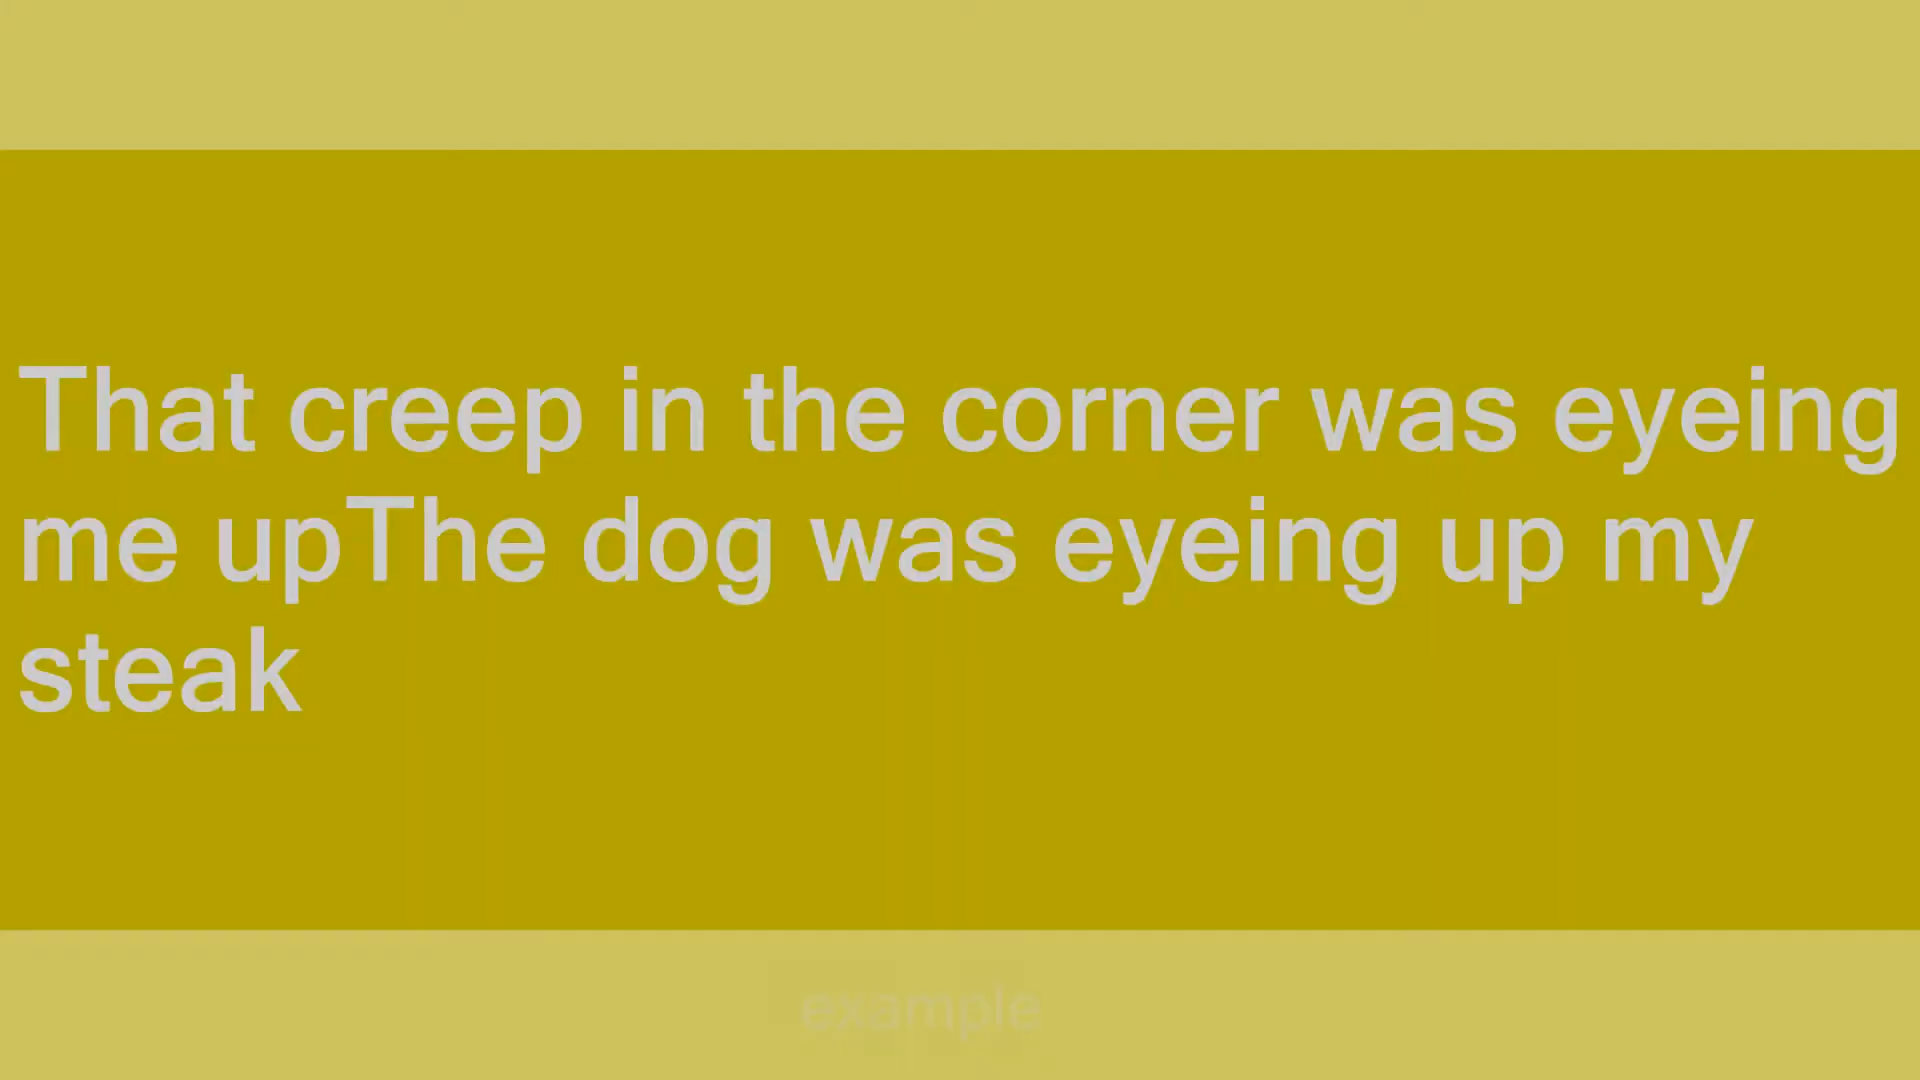 That creep in the corner was eyeing
me upThe dog was eyeing up my
steak
example